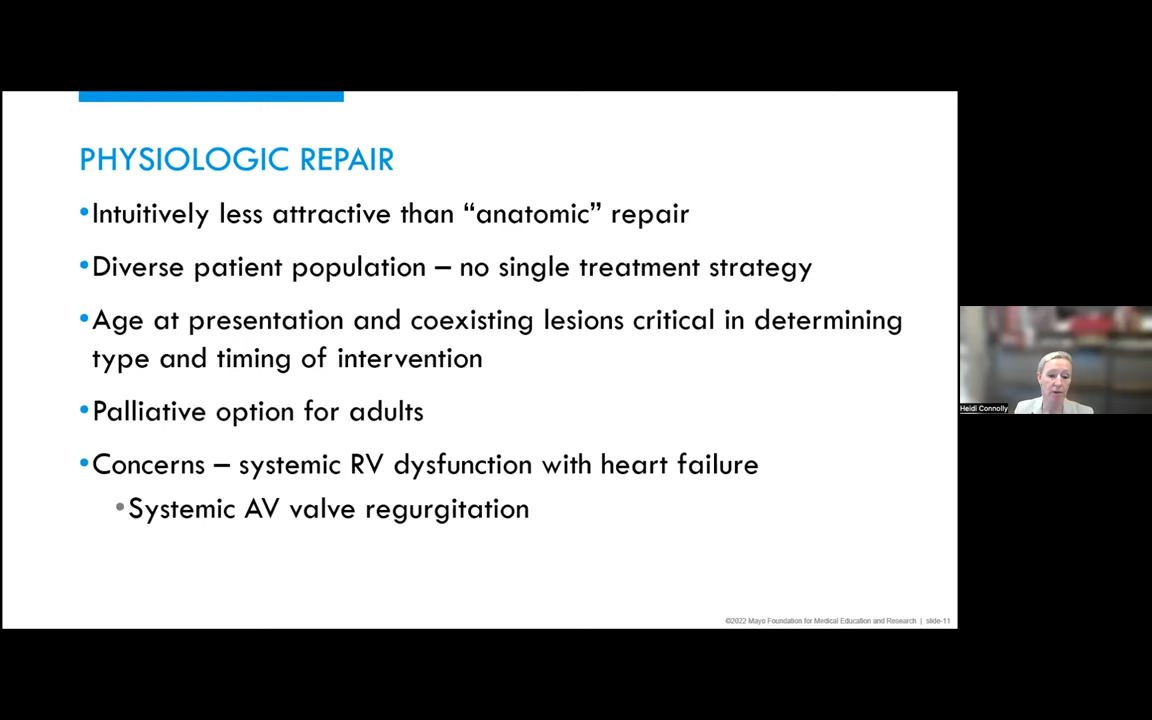 PHYSIOLOGIC REPAIR
•Intuitively less attractive than “anatomic” repair
•Diverse patient population – no single treatment strategy
•Age at presentation and coexisting lesions critical in determining
type and timing of intervention
•Palliative option for adults
•Concerns – systemic RV dysfunction with heart failure
•Systemic AV valve regurgitation
Heidi Connolly
©2022 Mayo Foundation for Medical Education and Research | slide-11